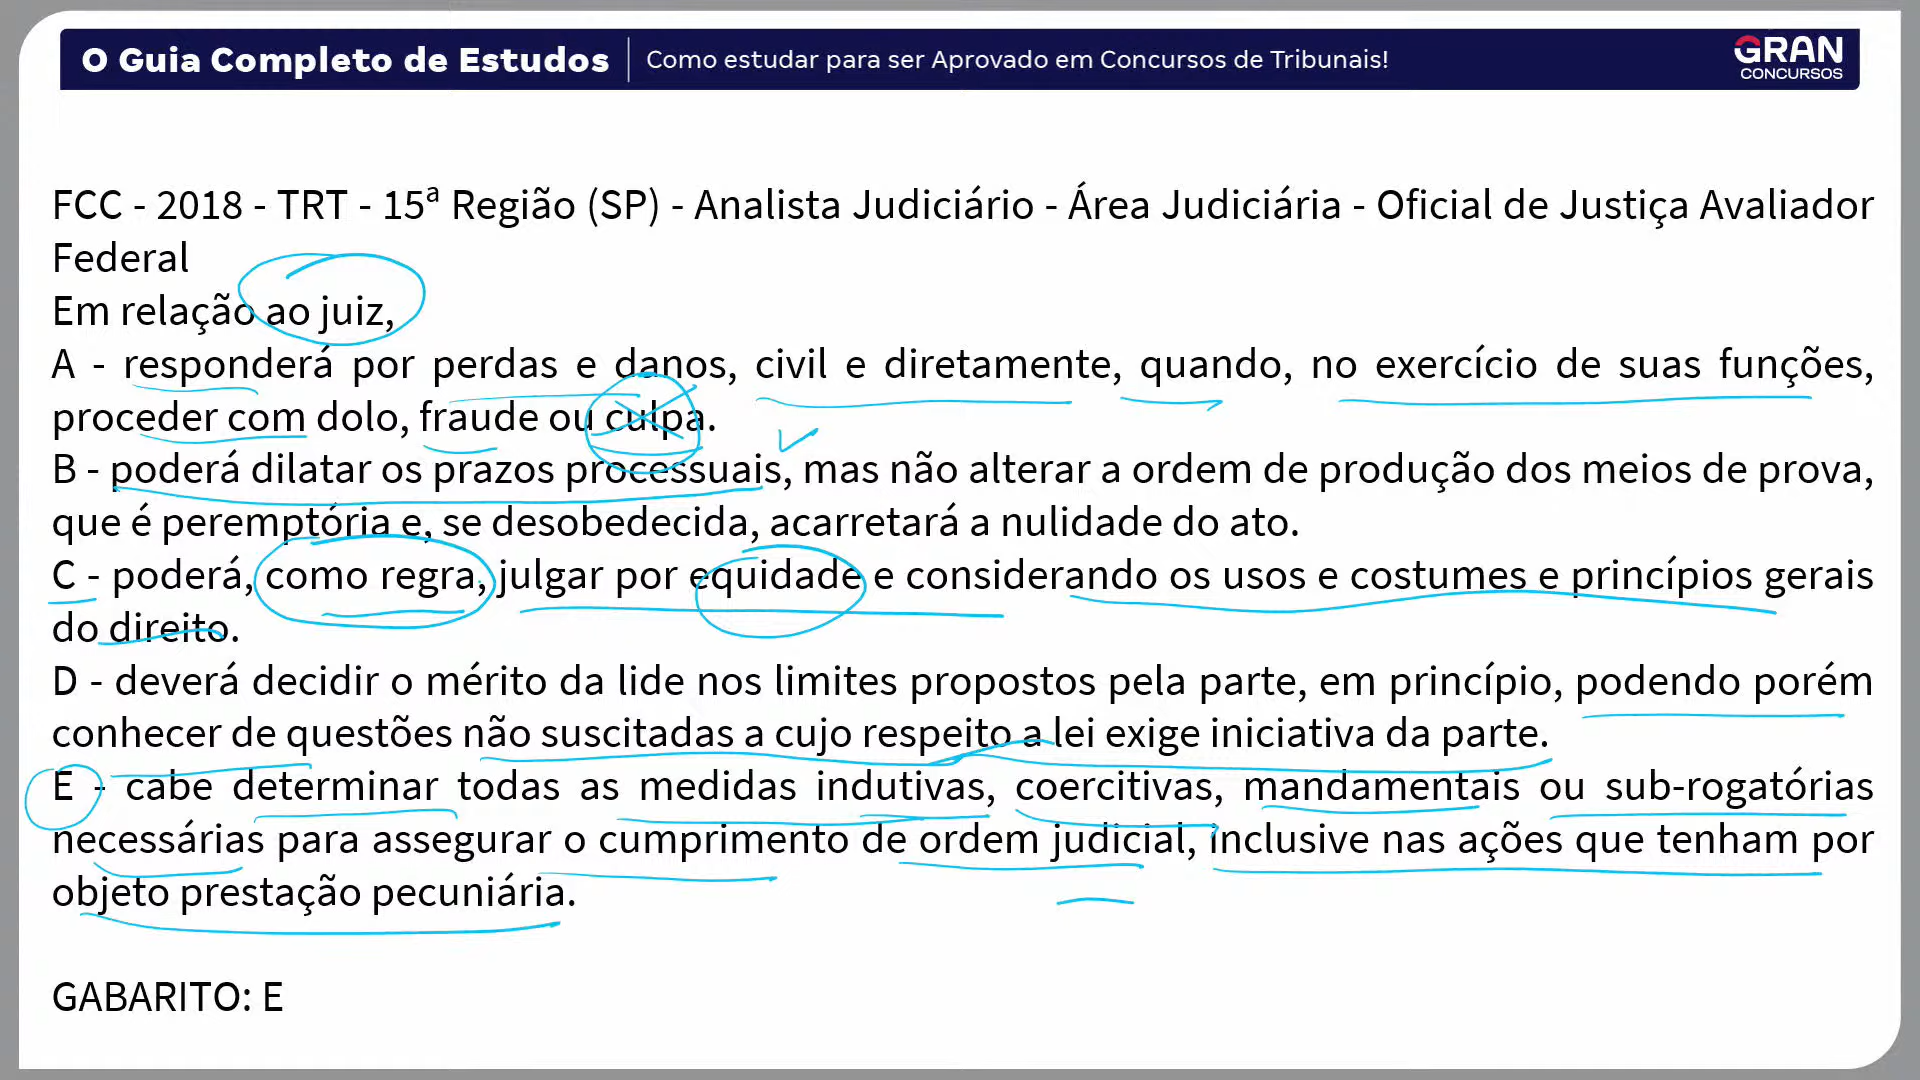 O Guia Completo de Estudos
Como estudar para ser Aprovado em Concursos de Tribunais!
GRAN
CONCURSOS
FCC - 2018 - TRT - 15ª Região (SP) - Analista Judiciário - Área Judiciária - Oficial de Justiça Avaliador
Federal
Em relação ao juiz,
A - responderá por perdas e danos, civil e diretamente, quando, no exercício de suas funções,
proceder com dolo, fraude ou culpa.
B - poderá dilatar os prazos processuais, mas não alterar a ordem de produção dos meios de prova,
que é peremptória e, se desobedecida, acarretará a nulidade do ato.
C - poderá, como regra, julgar por equidade e considerando os usos e costumes e princípios gerais
do direito.
D - deverá decidir o mérito da lide nos limites propostos pela parte, em princípio, podendo porém
conhecer de questões não suscitadas a cujo respeito a lei exige iniciativa da parte.
E - cabe determinar todas as medidas indutivas, coercitivas, mandamentais ou sub-rogatórias
necessárias para assegurar o cumprimento de ordem judicial, inclusive nas ações que tenham por
objeto prestação pecuniária.
GABARITO: E